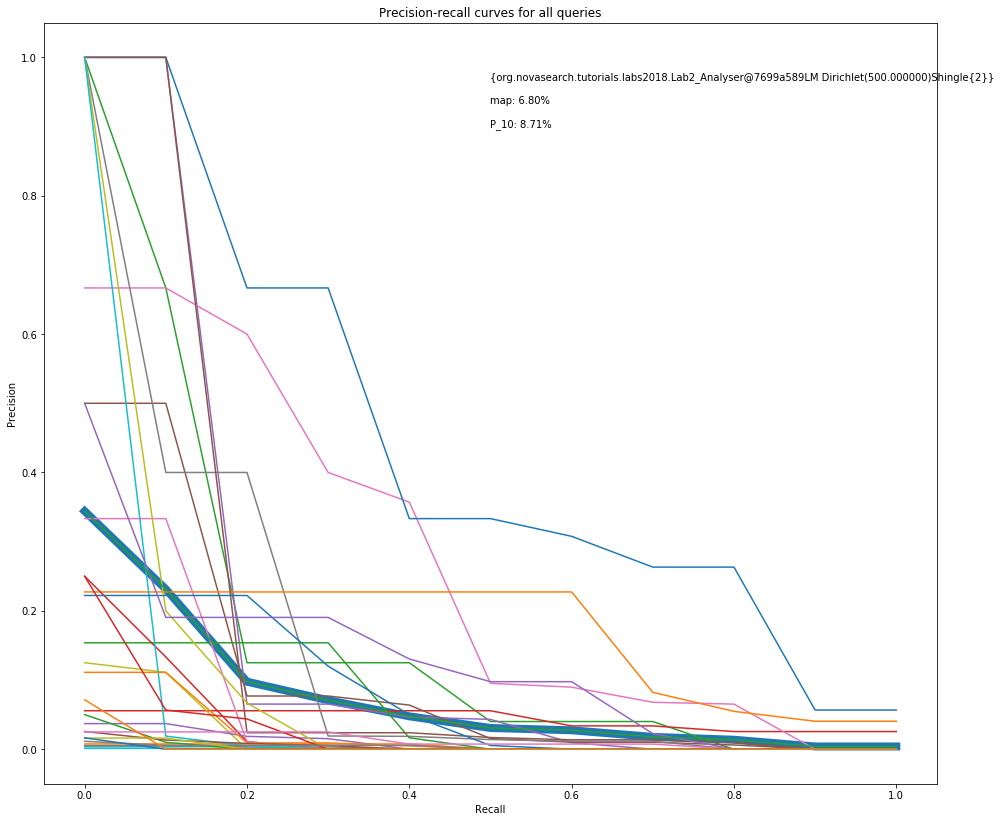 Precision-recall curves for all queries
{org.novasearch.tutorials.labs2018.Lab2_Analyser@7699a589LM Dirichlet(500.000000)Shingle{2}}
map: 6.80%
P_10: 8.71%
Precision
1.0
0.8
0.6
0.4
0.2
0.0
0.0 0.2 0.4 0.6 0.8 1.0
Recall